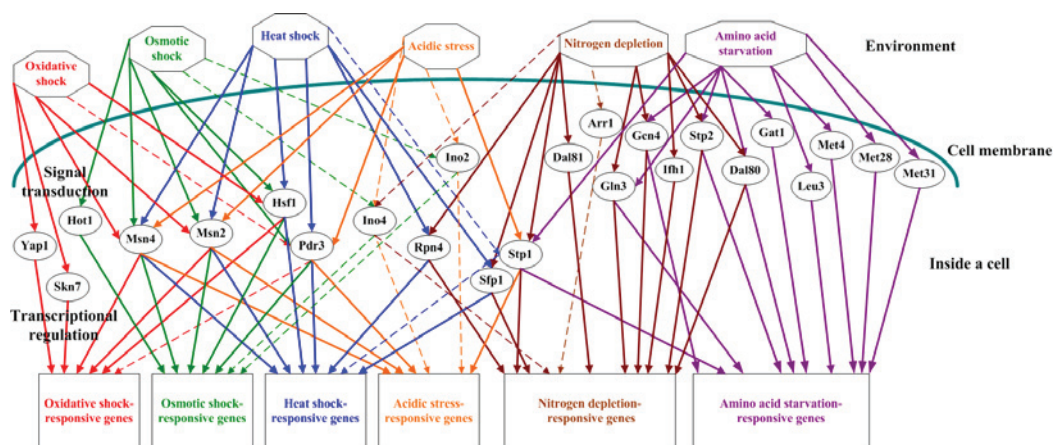 Oxidative
shock
Osmotic
shock
Heat shock
Acidic stress
Nitrogen depletion
Amino acid
starvation
Environment
Cell membrane
Signal
transduction
Inside a cell
Transcriptional
regulation
Yap1
Skn7
Hot1
Msn4
Msn2
Hsf1
Pdr3
Ino4
Ino2
Rpn4
Sfp1
Stp1
Dal81
Arr1
Gln3
Gcn4
Ifh1
Stp2
Dal80
Gat1
Leu3
Met4
Met28
Met31
Oxidative shock-
responsive genes
Osmotic shock-
responsive genes
Heat shock-
responsive genes
Acidic stress-
responsive genes
Nitrogen depletion-
responsive genes
Amino acid starvation-
responsive genes